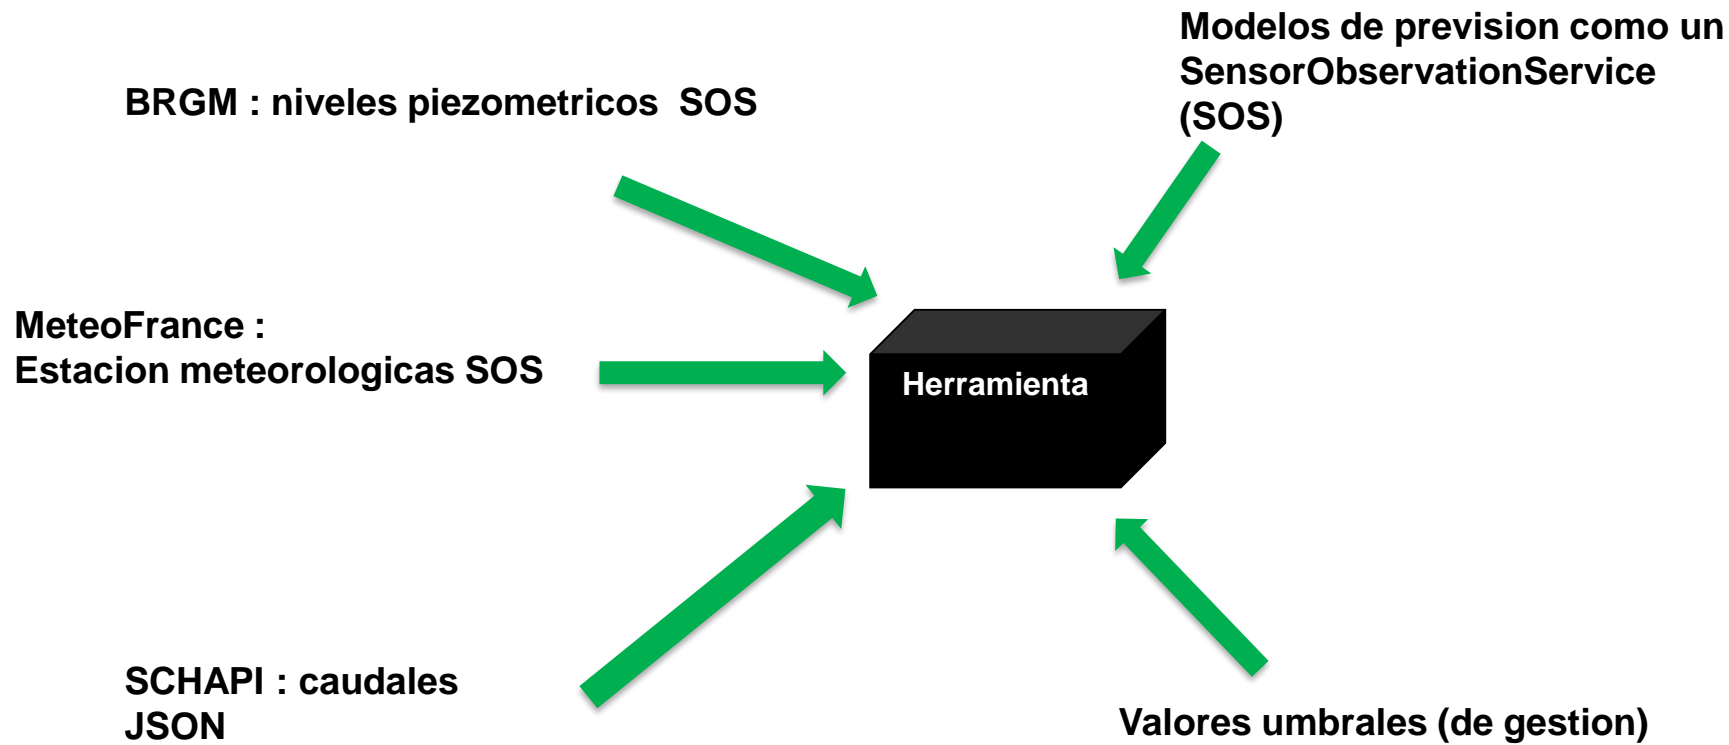 Modelos de prevision como un
SensorObservationService
(SOS)
BRGM : niveles piezometricos  SOS
MeteoFrance :
Estacion meteorologicas SOS
Herramienta
SCHAPI : caudales
JSON
Valores umbrales (de gestion)